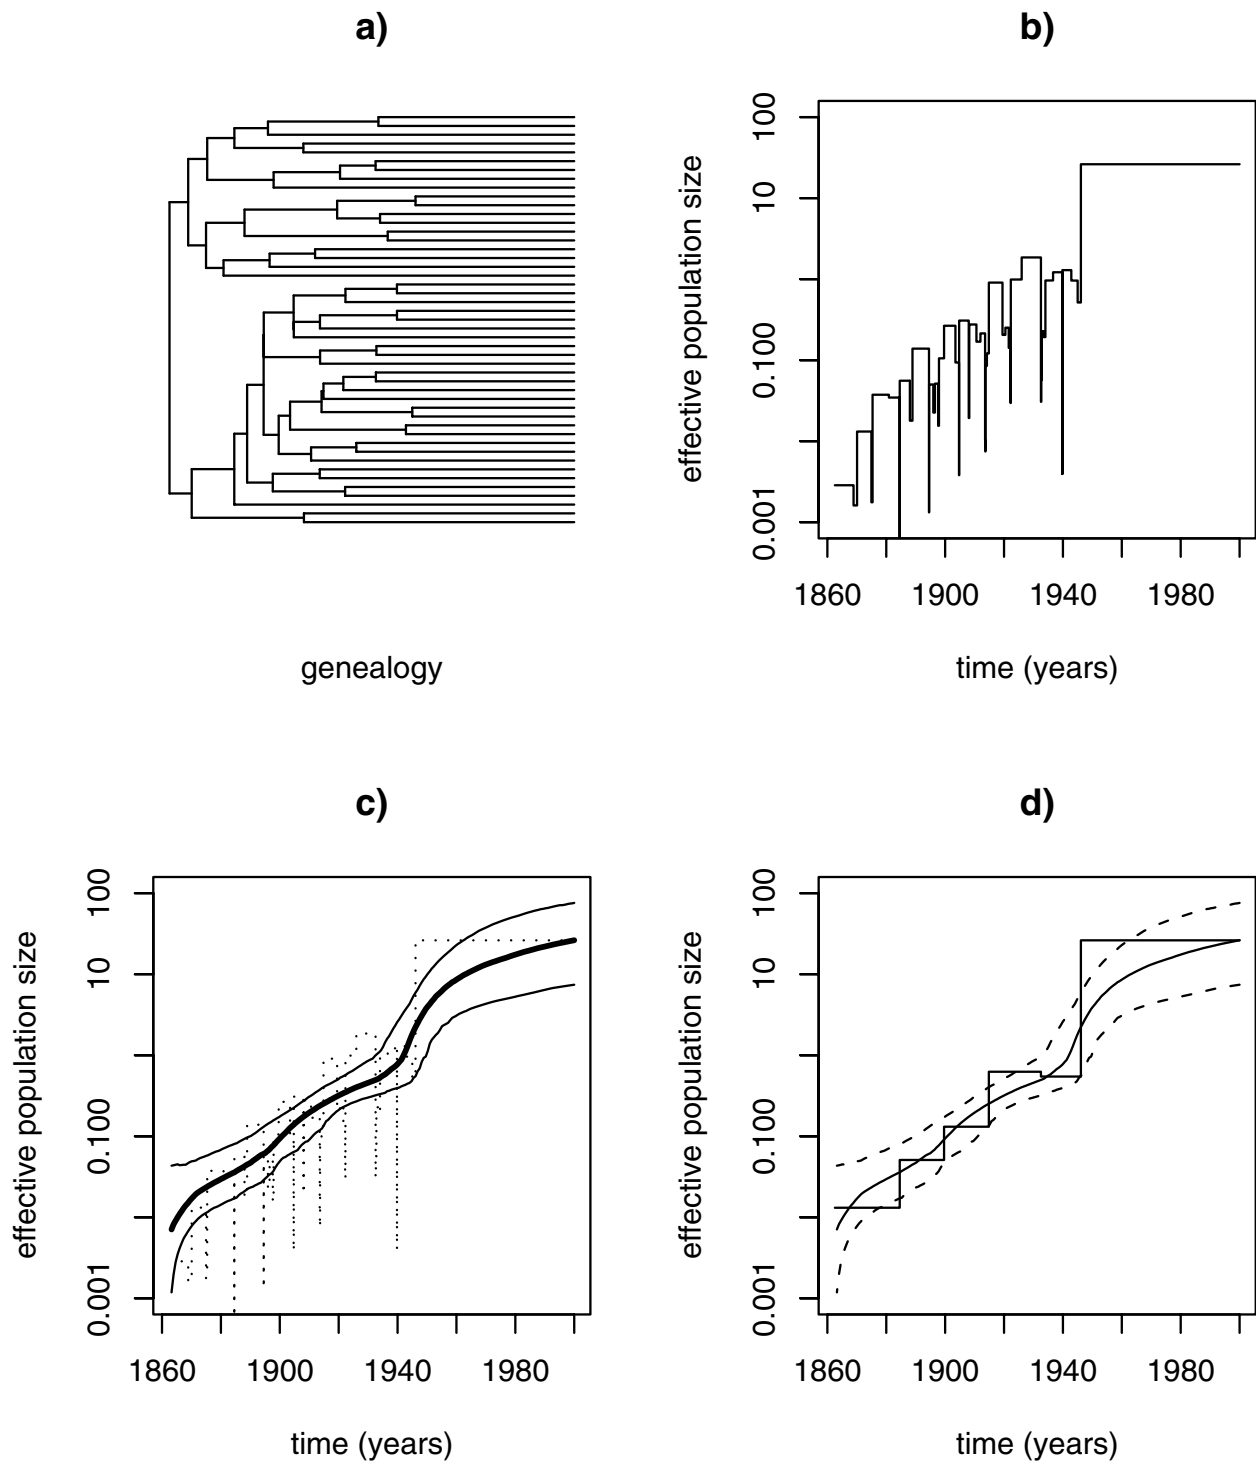 a)
genealogy
b)
effective population size
100
10
0.100
0.001
1860 1900 1940 1980
time (years)
c)
effective population size
100
10
0.100
0.001
1860 1900 1940 1980
time (years)
d)
effective population size
100
10
0.100
0.001
1860 1900 1940 1980
time (years)